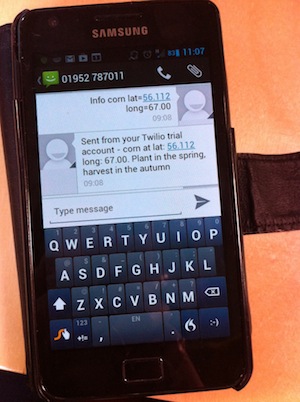 SAMSUNG
11:07
01952 787011
Info corn lat=56.112
long=67.00
09:08
Sent from your Twilio trial
account - corn at lat: 56.112
long: 67.00. Plant in the spring,
harvest in the autumn
09:08
Type message
Q W E R T Y U I O P
A S D F G H J K L
Z X C V B N M
123 EN
+!= , . :-)